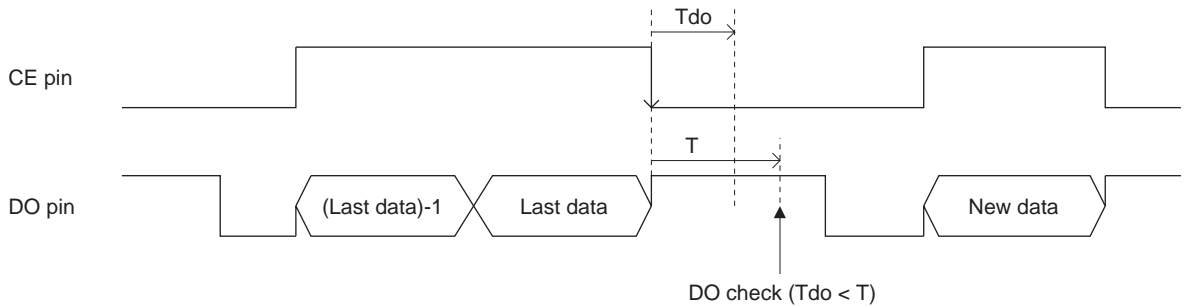 Tdo
CE pin
T
DO pin
(Last data)-1
Last data
New data
DO check (Tdo < T)